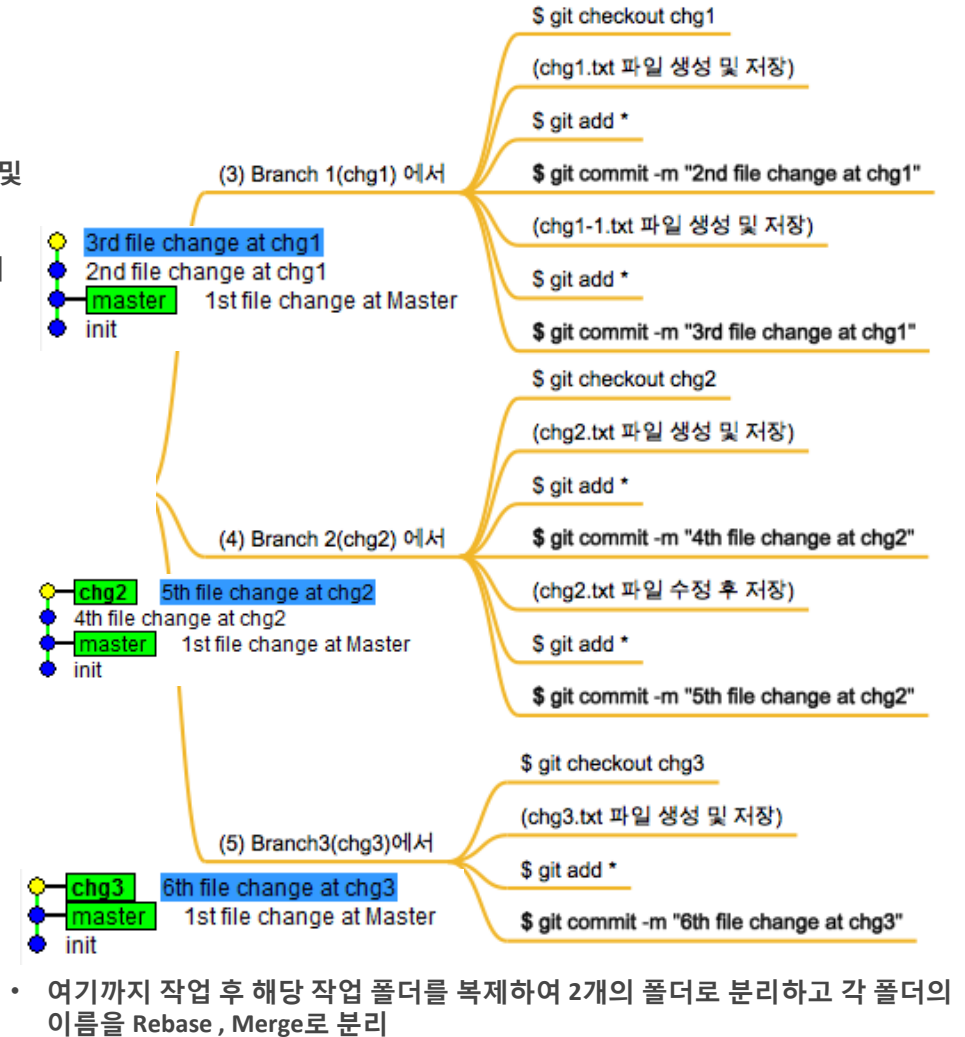 $ git checkout chg1
(chg1.txt 파일 생성 및 저장)
$ git add *
및
(3) Branch 1(chg1) 에서
$ git commit -m "2nd file change at chg1"
(chg1-1.txt 파일 생성 및 저장)
3rd file change at chg1
2nd file change at chg1
$ git add *
master 1st file change at Master
init
$ git commit -m "3rd file change at chg1"
$ git checkout chg2
(chg2.txt 파일 생성 및 저장)
$ git add *
(4) Branch 2(chg2) 에서
$ git commit -m "4th file change at chg2"
(chg2.txt 파일 수정 후 저장)
chg2 5th file change at chg2
4th file change at chg2
master 1st file change at Master
init
$ git add *
$ git commit -m "5th file change at chg2"
$ git checkout chg3
(chg3.txt 파일 생성 및 저장)
(5) Branch3(chg3)에서
$ git add *
chg3 6th file change at chg3
master 1st file change at Master
init
$ git commit -m "6th file change at chg3"
• 여기까지 작업 후 해당 작업 폴더를 복제하여 2개의 폴더로 분리하고 각 폴더의
이름을 Rebase , Merge로 분리